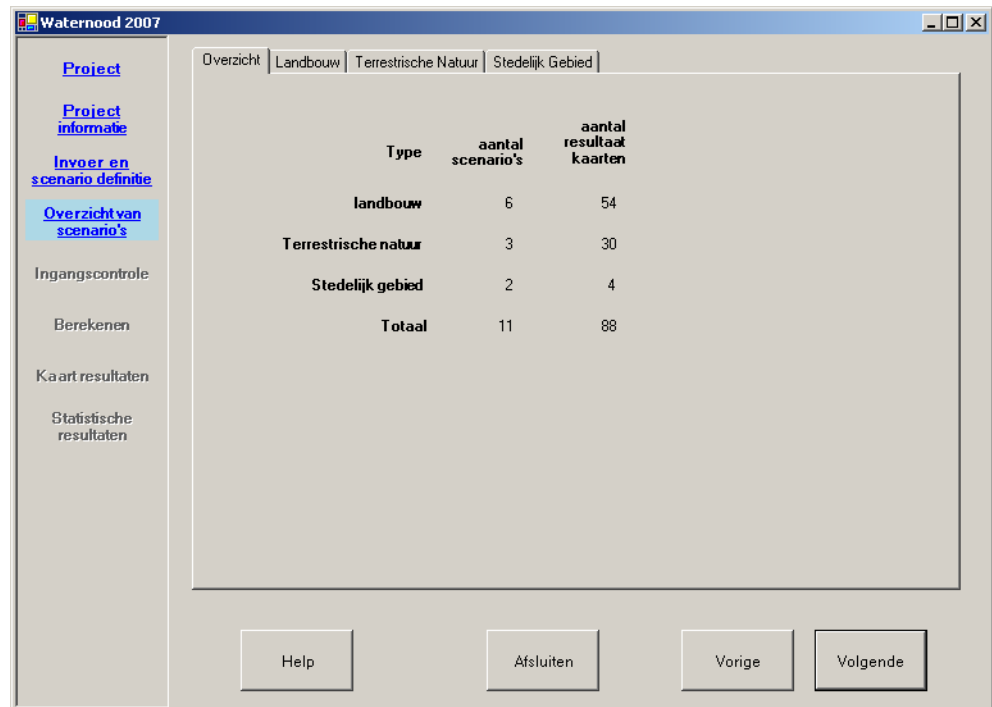 Waternood 2007
Project
Project
informatie
Invoer en
scenario definitie
Overzicht van
scenario's
Ingangscontrole
Berekenen
Kaart resultaten
Statistische
resultaten
Overzicht Landbouw Terrestrische Natuur Stedelijk Gebied
Type aantal scenario's aantal resultaat kaarten
landbouw 6 54
Terrestrische natuur 3 30
Stedelijk gebied 2 4
Totaal 11 88
Help Afsluiten Vorige Volgende